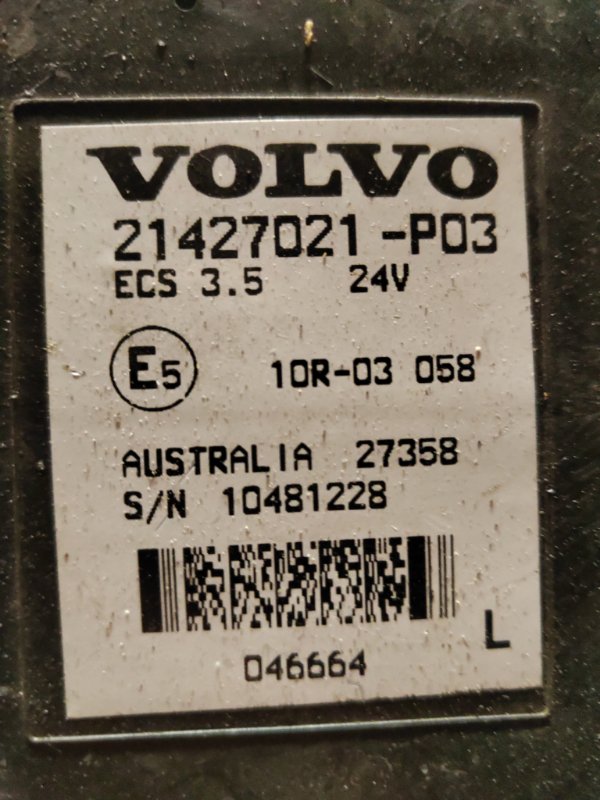 VOLVO
21427021-P03
ECS 3.5 24V
E5 10R-03 058
AUSTRALIA 27358
S/N 10481228
L
046664